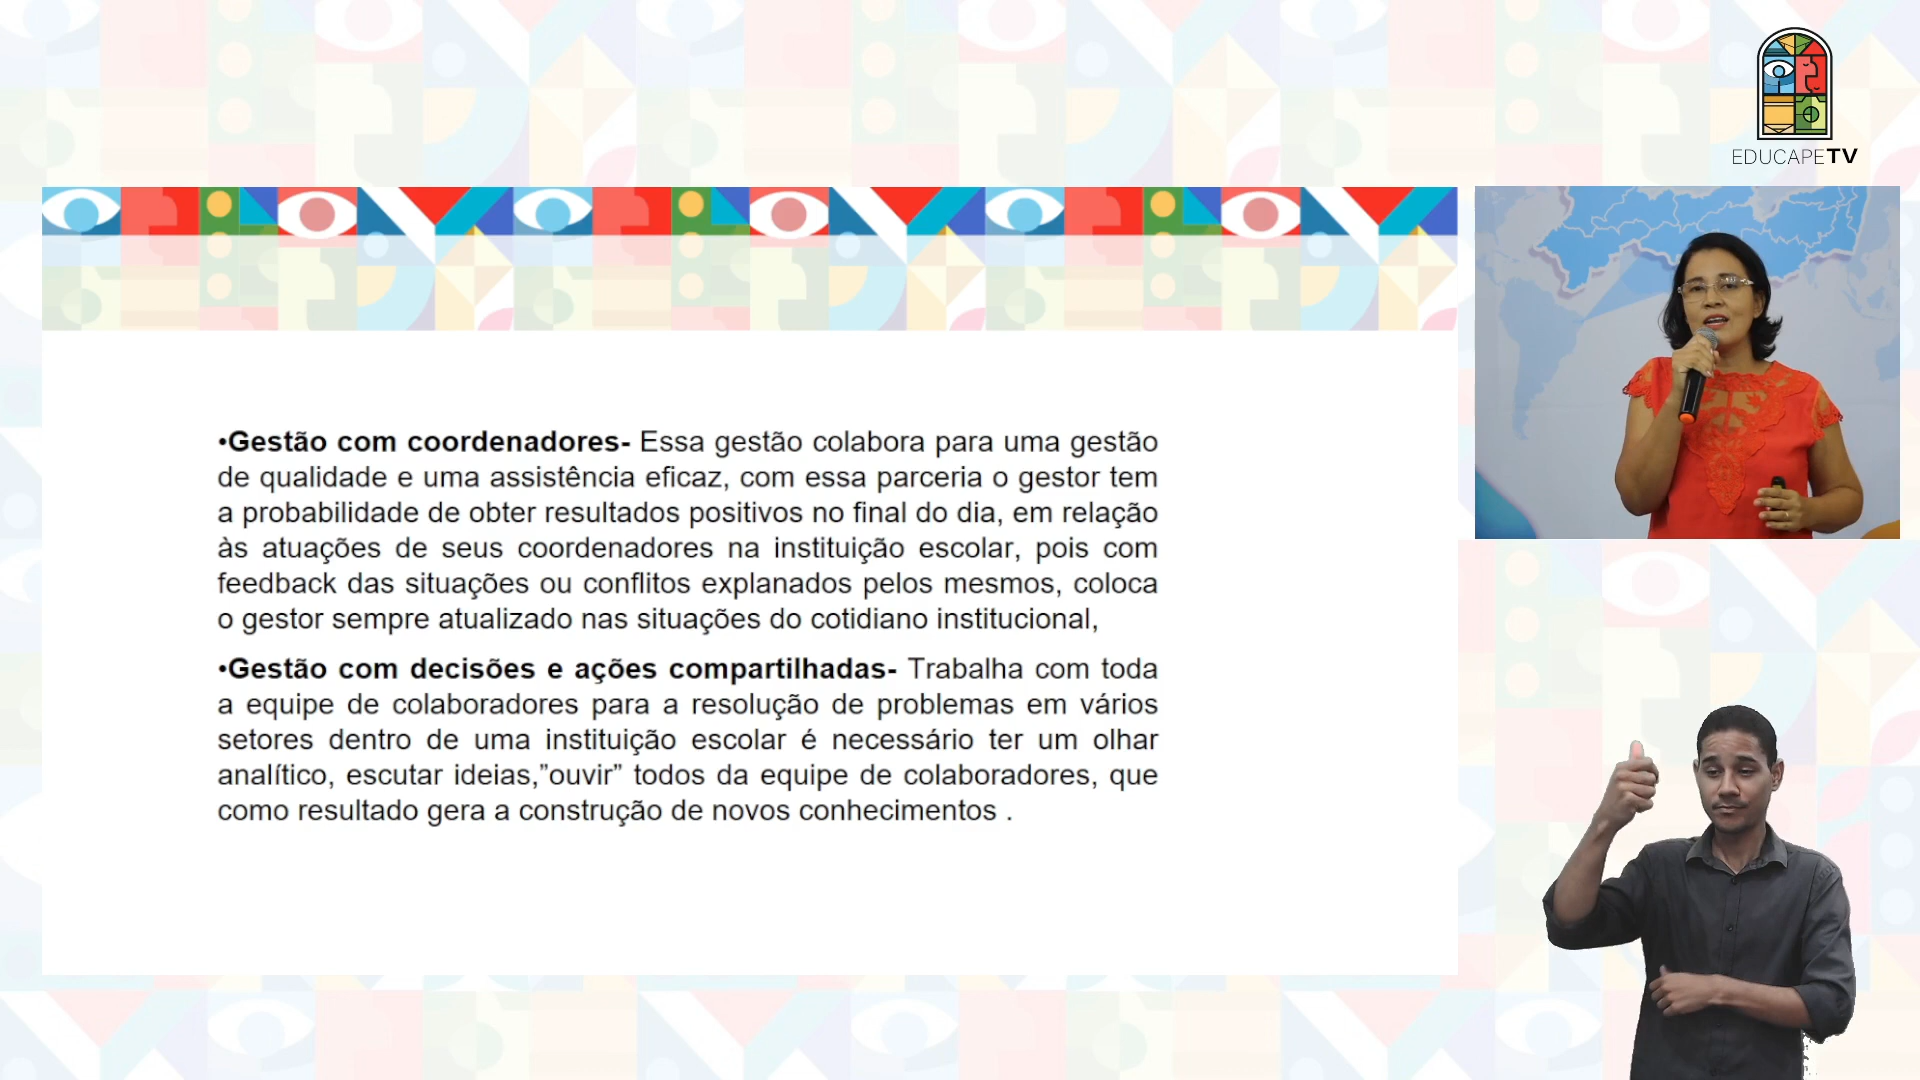 EDUCAPETV
•Gestão com coordenadores- Essa gestão colabora para uma gestão
de qualidade e uma assistência eficaz, com essa parceria o gestor tem
a probabilidade de obter resultados positivos no final do dia, em relação
às atuações de seus coordenadores na instituição escolar, pois com
feedback das situações ou conflitos explanados pelos mesmos, coloca
o gestor sempre atualizado nas situações do cotidiano institucional,
•Gestão com decisões e ações compartilhadas- Trabalha com toda
a equipe de colaboradores para a resolução de problemas em vários
setores dentro de uma instituição escolar é necessário ter um olhar
analítico, escutar ideias,”ouvir” todos da equipe de colaboradores, que
como resultado gera a construção de novos conhecimentos .